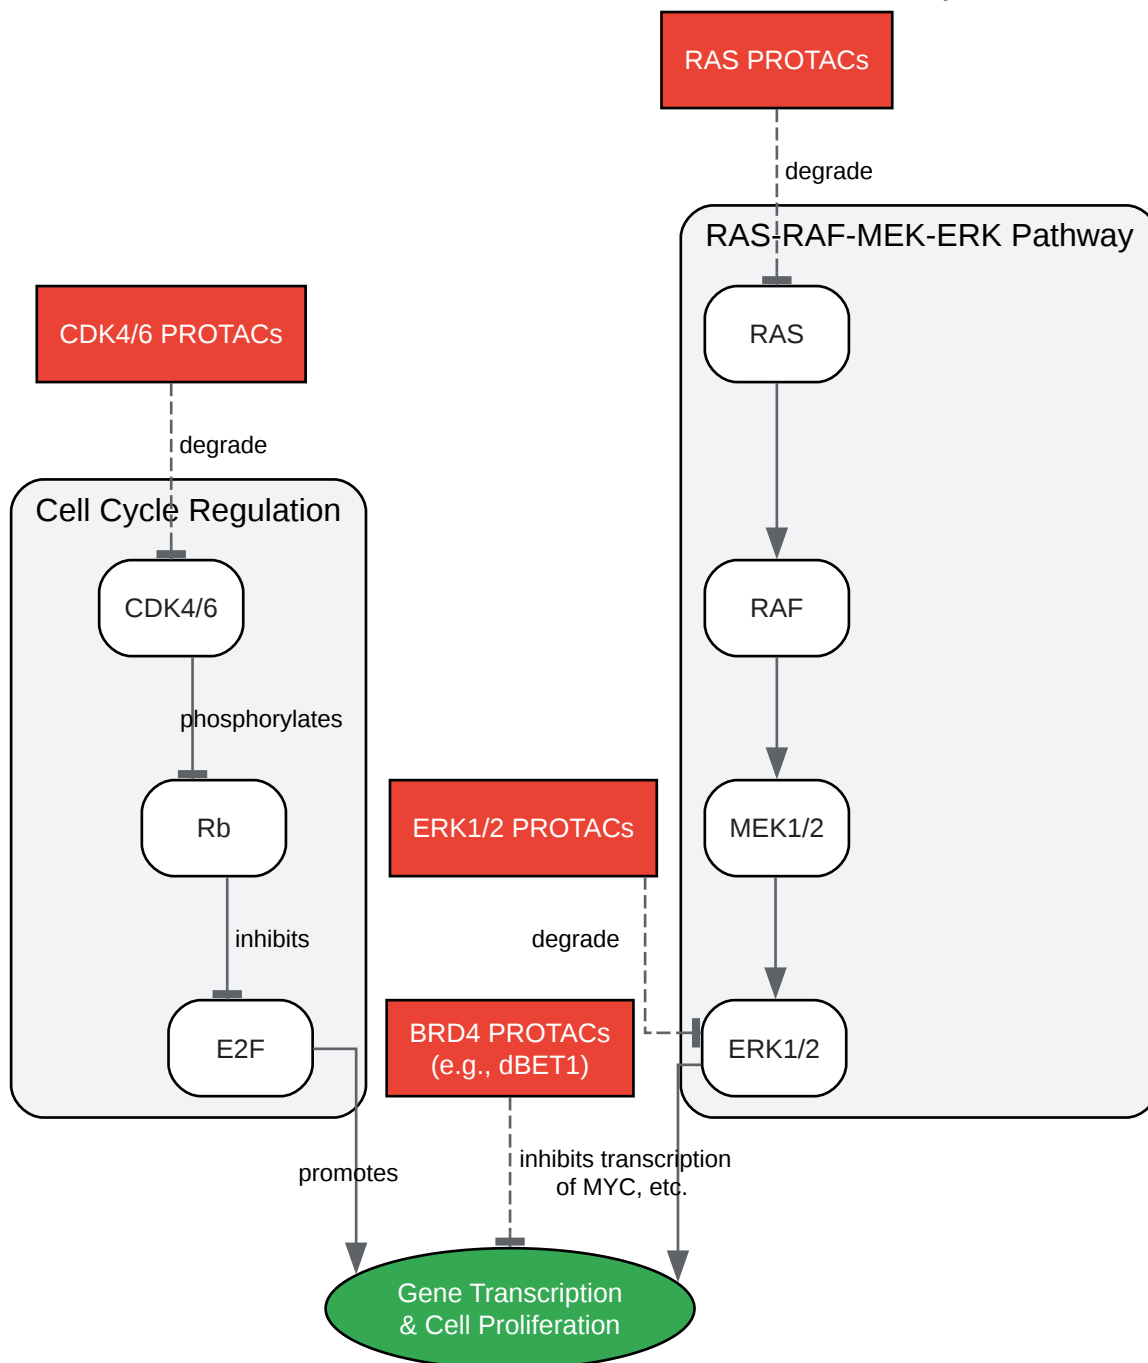 RAS PROTACs
degrade
RAS-RAF-MEK-ERK Pathway
RAS
CDK4/6 PROTACs
degrade
Cell Cycle Regulation
CDK4/6
RAF
phosphorylates
Rb
ERK1/2 PROTACs
MEK1/2
inhibits
degrade
E2F
BRD4 PROTACs
(e.g., dBET1)
ERK1/2
promotes
inhibits transcription
of MYC, etc.
Gene Transcription
& Cell Proliferation